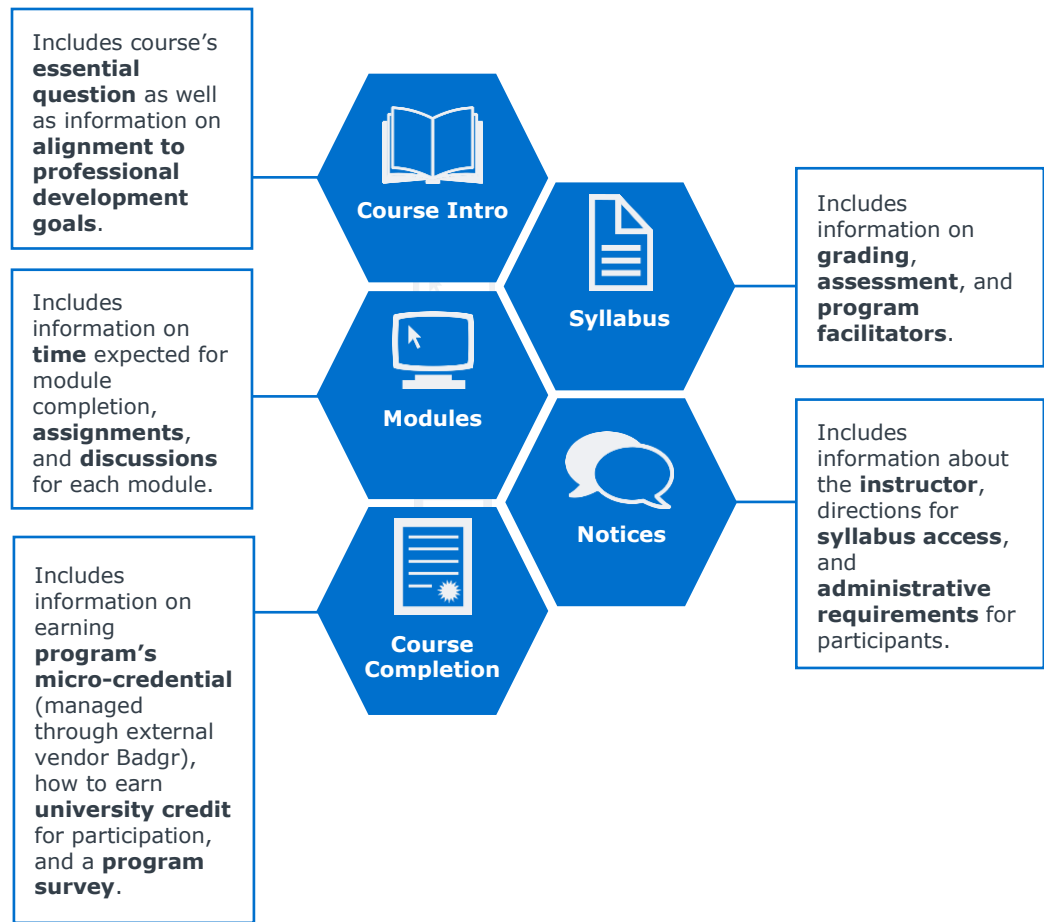 Includes course’s
essential
question as well
as information on
alignment to
professional
development
goals.
Course Intro
Includes
information on
grading,
assessment, and
program
facilitators.
Syllabus
Includes
information on
time expected for
module
completion,
assignments,
and discussions
for each module.
Modules
Includes
information about
the instructor,
directions for
syllabus access,
and
administrative
requirements for
participants.
Notices
Includes
information on
earning
program’s
micro-credential
(managed
through external
vendor Badgr),
how to earn
university credit
for participation,
and a program
survey.
Course
Completion